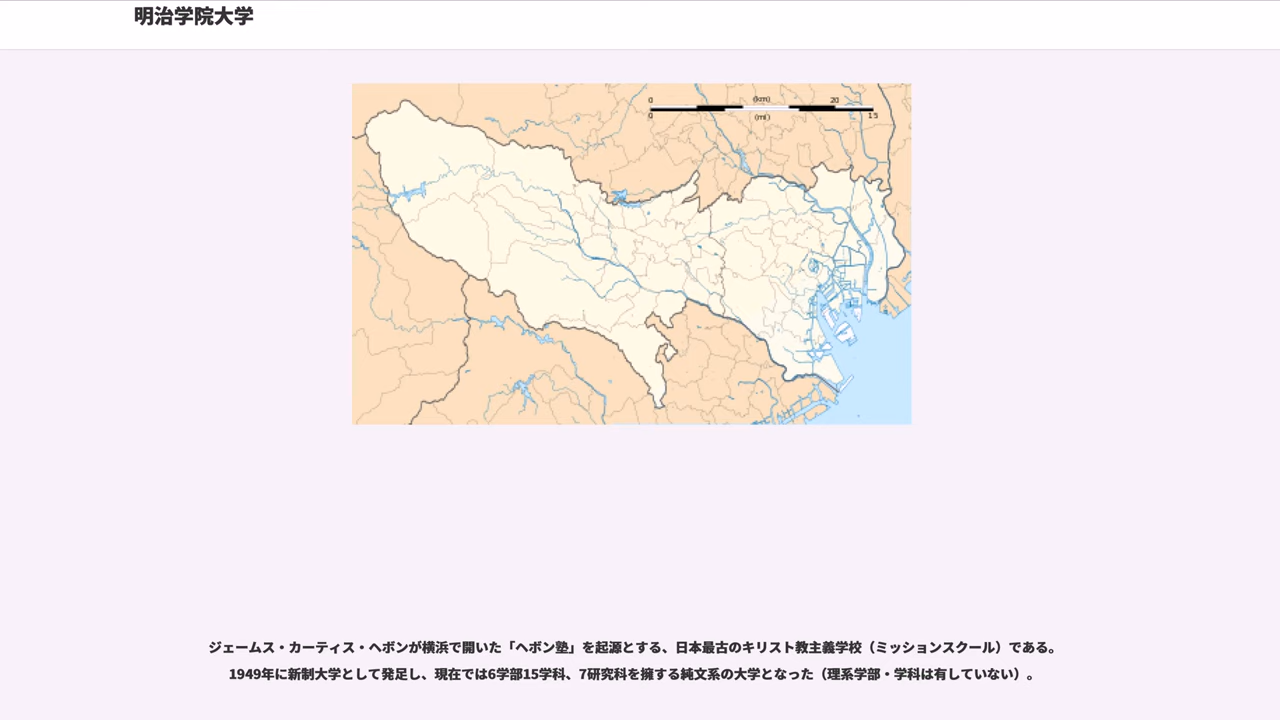 明治学院大学
0 (km) 20
0 (mi) 15
ジェームス・カーティス・ヘボンが横浜で開いた「ヘボン塾」を起源とする、日本最古のキリスト教主義学校（ミッションスクール）である。
1949年に新制大学として発足し、現在では6学部15学科、7研究科を擁する純文系の大学となった（理系学部・学科は有していない）。